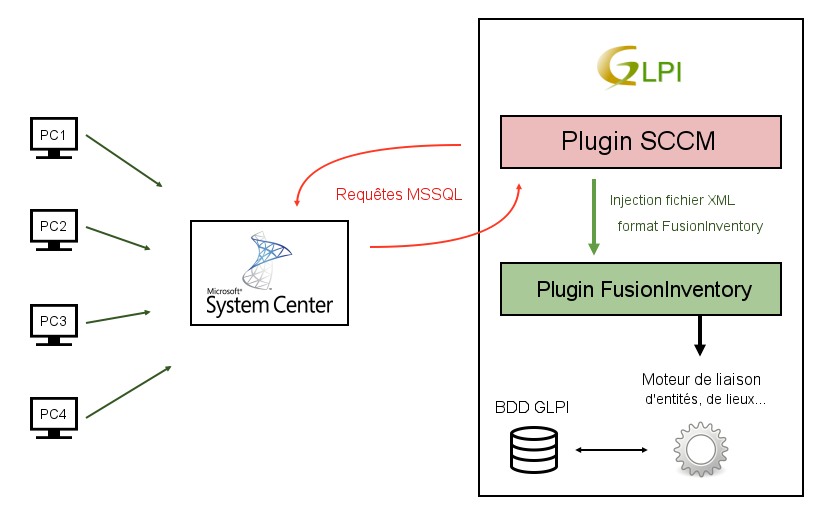 GLPI
PC1
PC2
PC3
PC4
Microsoft®
System Center
Requêtes MSSQL
Plugin SCCM
Injection fichier XML
format FusionInventory
Plugin FusionInventory
Moteur de liaison
d'entités, de lieux...
BDD GLPI